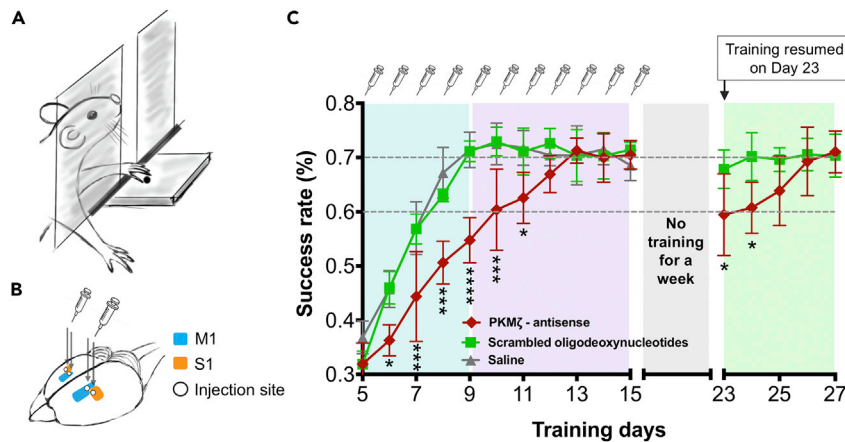 A
B
M1
S1
Injection site
C
Training resumed
on Day 23
Success rate (%)
0.8
0.7
0.6
0.5
0.4
0.3
*
***
***
****
***
*
No
training
for a
week
*
*
PKMζ - antisense
Scrambled oligodeoxynucleotides
Saline
5 7 9 11 13 15 23 25 27
Training days